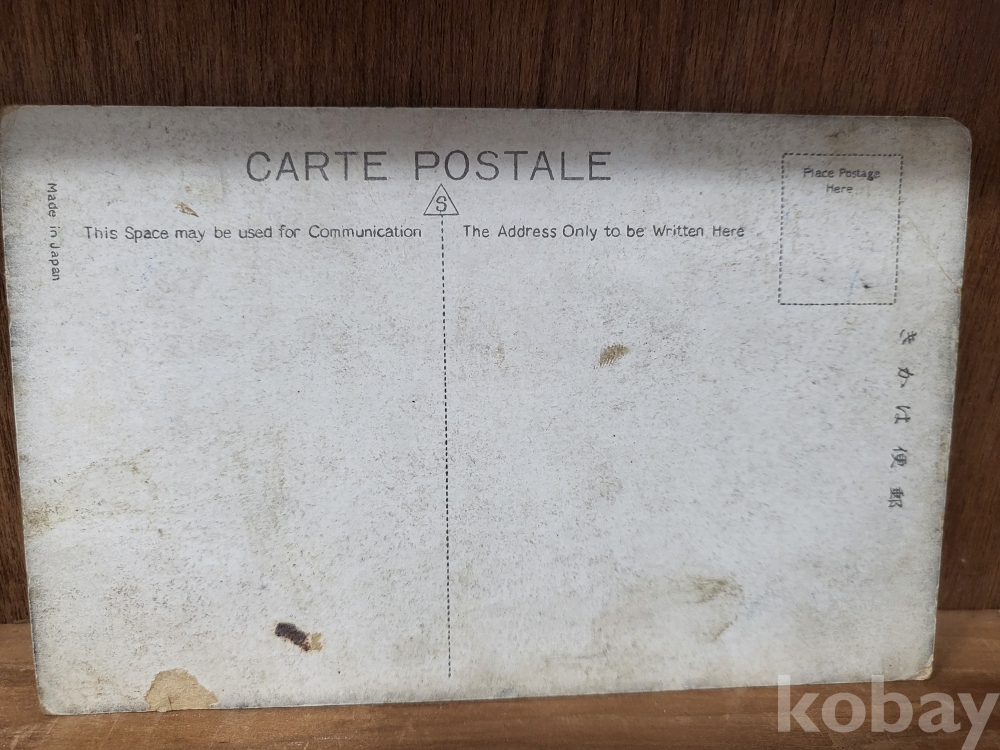 CARTE POSTALE
S
Made in Japan
This Space may be used for Communication
The Address Only to be Written Here
Place Postage
Here
きかは便郵
kobay